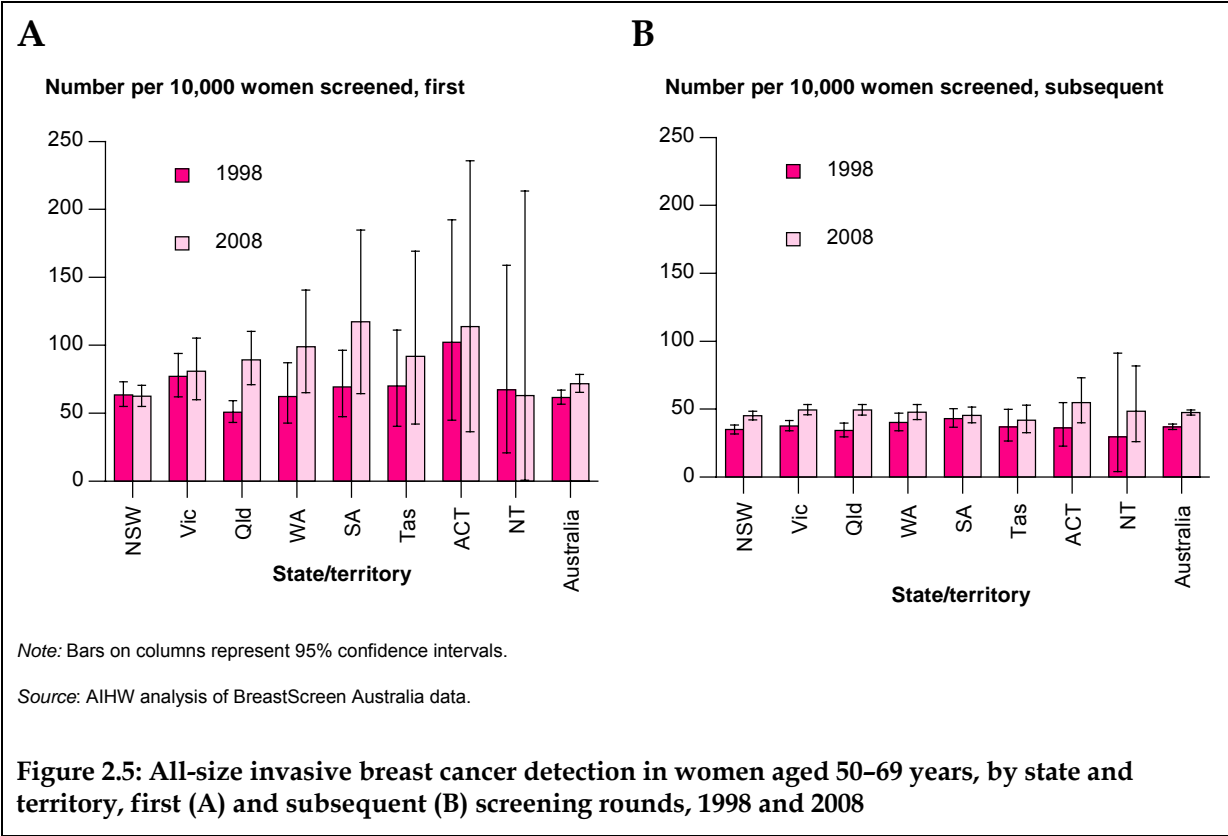 A
Number per 10,000 women screened, first
250
200
150
100
50
0
1998
2008
NSW
Vic
Qld
WA
SA
Tas
ACT
NT
Australia
State/territory
B
Number per 10,000 women screened, subsequent
250
200
150
100
50
0
1998
2008
NSW
Vic
Qld
WA
SA
Tas
ACT
NT
Australia
State/territory
Note: Bars on columns represent 95% confidence intervals.
Source: AIHW analysis of BreastScreen Australia data.
Figure 2.5: All-size invasive breast cancer detection in women aged 50–69 years, by state and
territory, first (A) and subsequent (B) screening rounds, 1998 and 2008